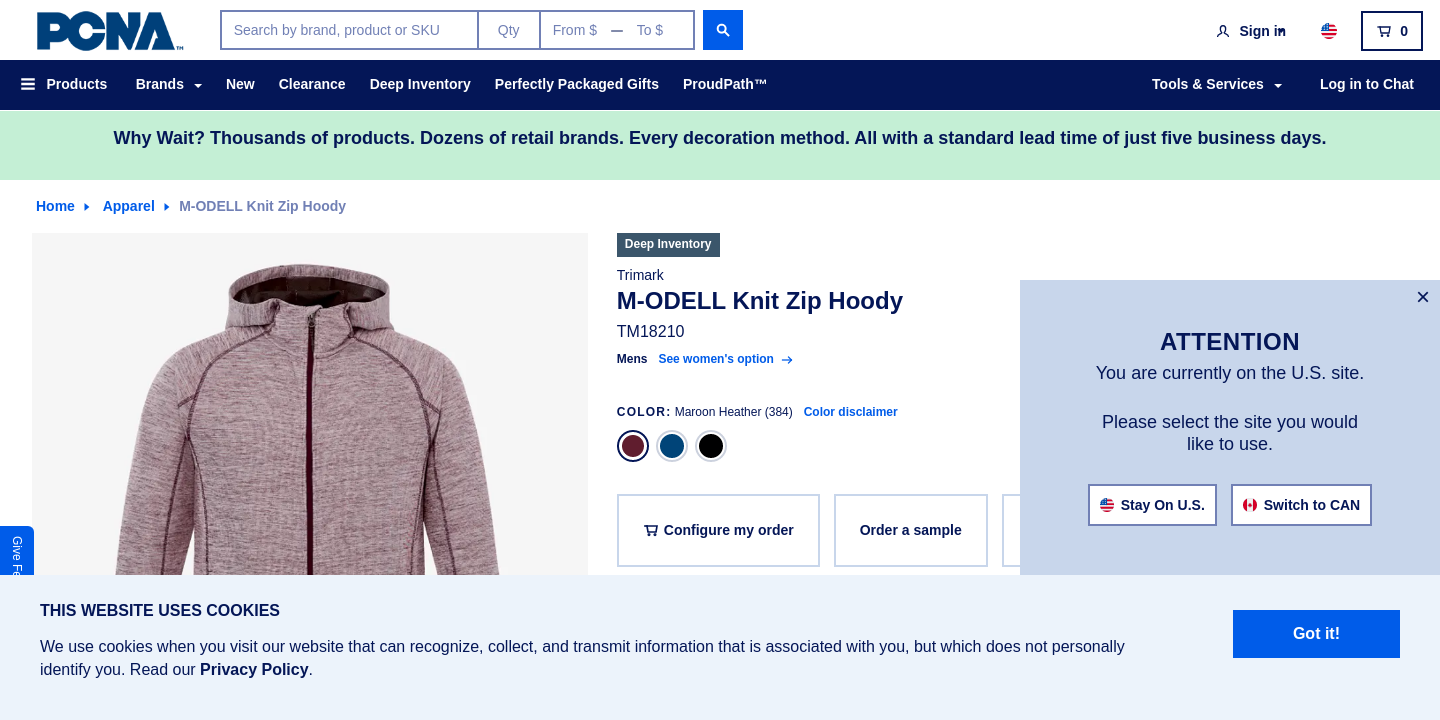 PCNA™
Search by brand, product or SKU
Qty
From $ — To $
Sign in
0
Products
Brands
New
Clearance
Deep Inventory
Perfectly Packaged Gifts
ProudPath™
Tools & Services
Log in to Chat
Why Wait? Thousands of products. Dozens of retail brands. Every decoration method. All with a standard lead time of just five business days.
Home
Apparel
M-ODELL Knit Zip Hoody
Deep Inventory
Trimark
M-ODELL Knit Zip Hoody
TM18210
Mens See women's option
COLOR: Maroon Heather (384) Color disclaimer
Configure my order
Order a sample
ATTENTION
You are currently on the U.S. site.
Please select the site you would
like to use.
Stay On U.S.
Switch to CAN
Give
THIS WEBSITE USES COOKIES
We use cookies when you visit our website that can recognize, collect, and transmit information that is associated with you, but which does not personally
identify you. Read our Privacy Policy.
Got it!